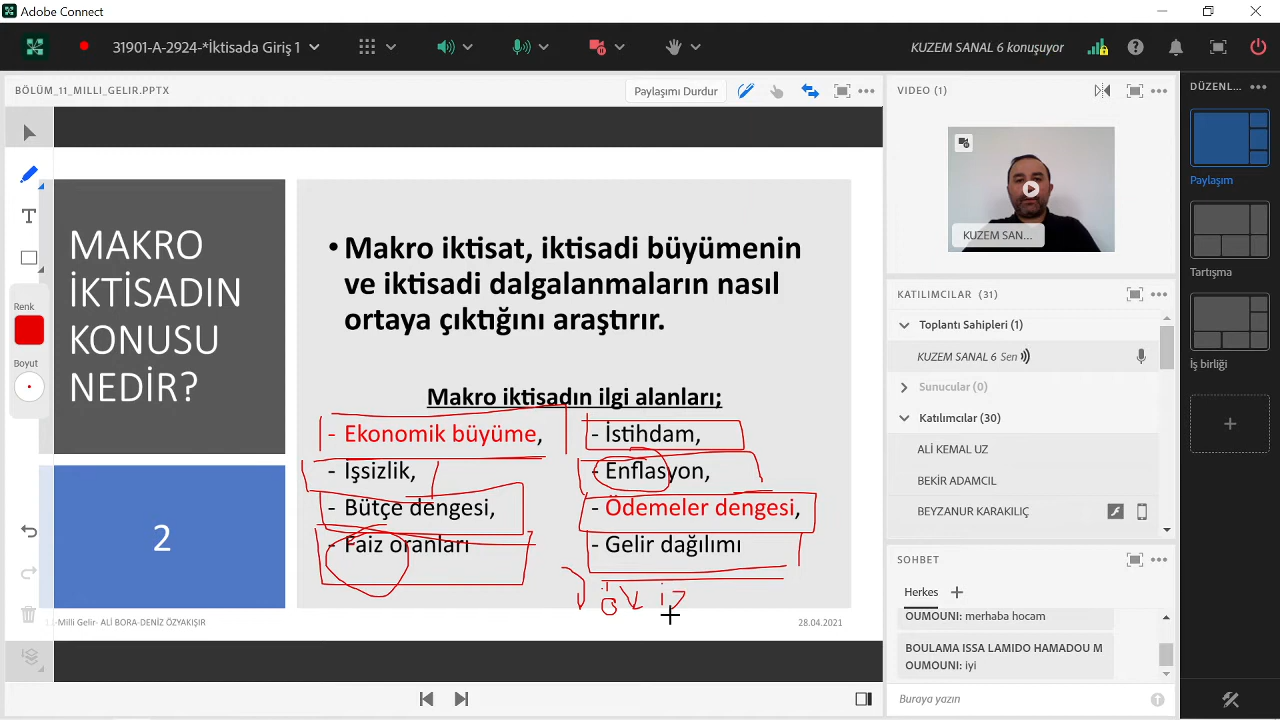 Adobe Connect
31901-A-2924-*İktisada Giriş 1
KUZEM SANAL 6 konuşuyor
BÖLÜM_11_MILLI_GELIR.PPTX
Paylaşımı Durdur
Renk
Boyut
MAKRO
İKTİSADIN
KONUSU
NEDİR?
2
• Makro iktisat, iktisadi büyümenin
ve iktisadi dalgalanmaların nasıl
ortaya çıktığını araştırır.
Makro iktisadın ilgi alanları;
- Ekonomik büyüme,
- İstihdam,
- İşsizlik,
- Enflasyon,
- Bütçe dengesi,
- Ödemeler dengesi,
- Faiz oranları
- Gelir dağılımı
Milli Gelir- ALİ BORA-DENİZ ÖZYAKIŞIR
28.04.2021
VIDEO (1)
KUZEM SAN...
KATILIMCILAR (31)
Toplantı Sahipleri (1)
KUZEM SANAL 6 Sen
Sunucular (0)
Katılımcılar (30)
ALİ KEMAL UZ
BEKİR ADAMCIL
BEYZANUR KARAKILIÇ
SOHBET
Herkes
OUMOUNI: merhaba hocam
BOULAMA ISSA LAMIDO HAMADOU M
OUMOUNI: iyi
Buraya yazın
DÜZENL...
Paylaşım
Tartışma
İş birliği